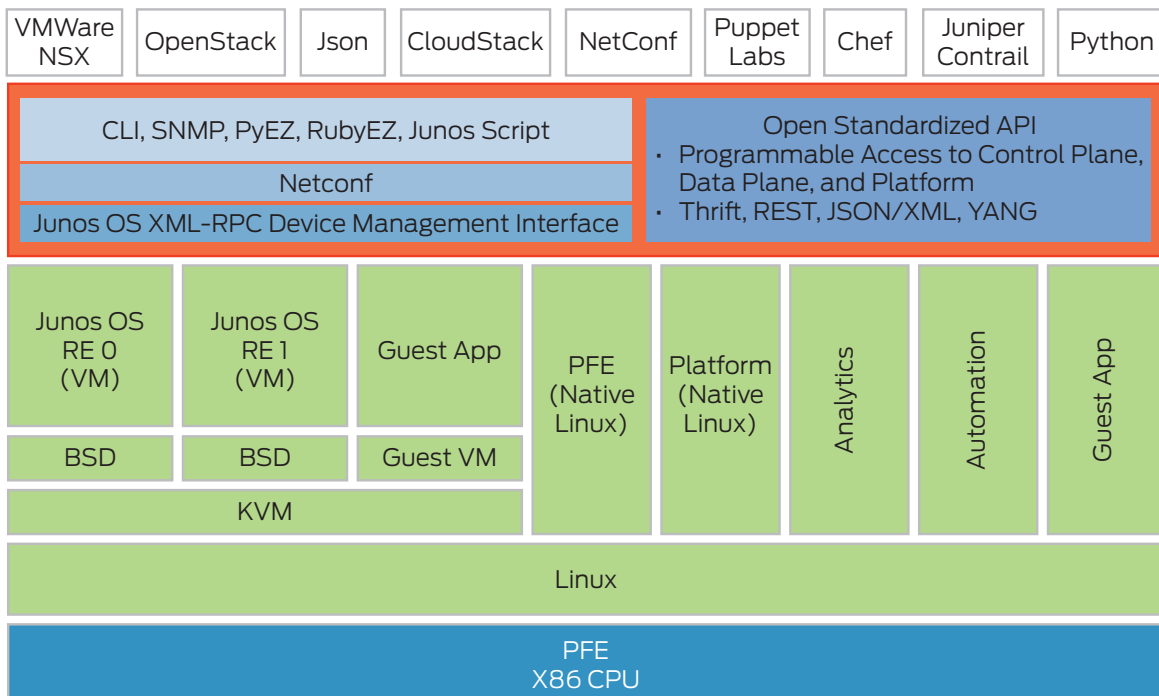 VMWare
NSX
OpenStack
Json
CloudStack
NetConf
Puppet
Labs
Chef
Juniper
Contrail
Python
CLI, SNMP, PyEZ, RubyEZ, Junos Script
Netconf
Junos OS XML-RPC Device Management Interface
Open Standardized API
• Programmable Access to Control Plane,
Data Plane, and Platform
• Thrift, REST, JSON/XML, YANG
Junos OS
RE 0
(VM)
Junos OS
RE 1
(VM)
Guest App
PFE
(Native
Linux)
Platform
(Native
Linux)
Analytics
Automation
Guest App
BSD
BSD
Guest VM
KVM
Linux
PFE
X86 CPU